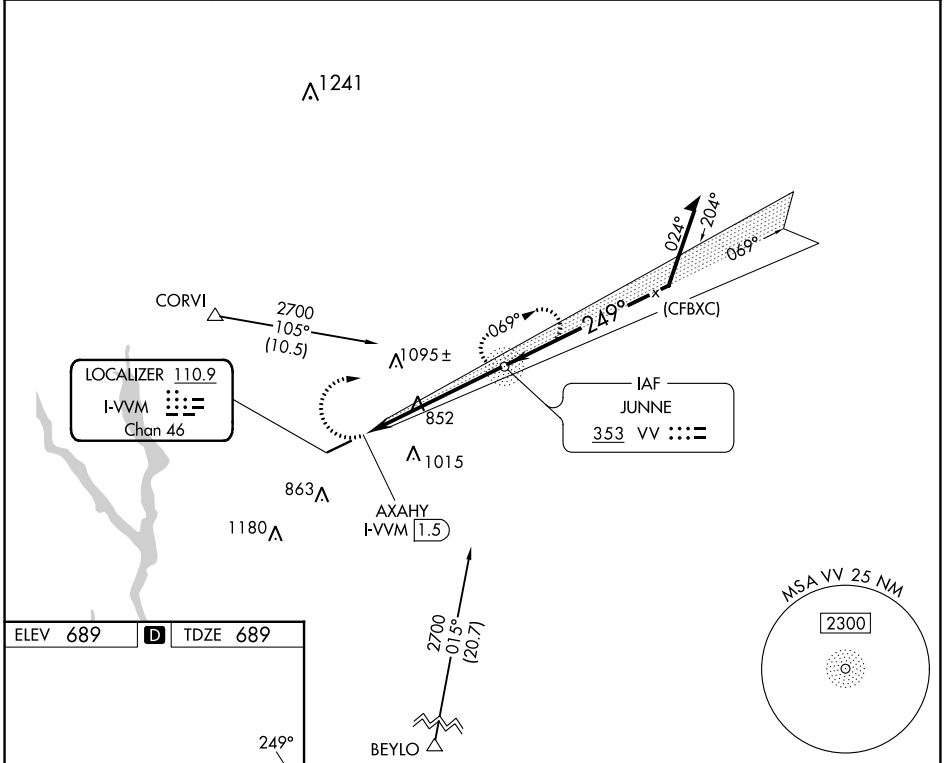 1241
024°
204°
069°
CORVI
2700
105°
(10.5)
069°
249°
(CFBXC)
1095±
LOCALIZER 110.9
I-VVM
Chan 46
852
IAF
JUNNE
353 VV
1015
863
AXAHY
I-VVM 1.5
1180
MSA VV 25 NM
2300
2700
015°
(20.7)
BEYLO
ELEV 689 D TDZE 689
249°